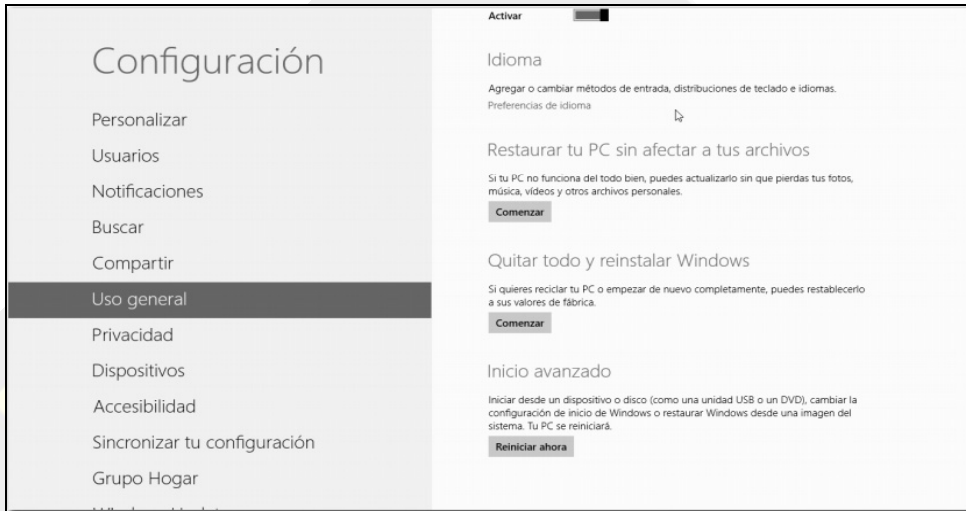 Configuración
Personalizar
Usuarios
Notificaciones
Buscar
Compartir
Uso general
Privacidad
Dispositivos
Accesibilidad
Sincronizar tu configuración
Grupo Hogar
Activar
Idioma
Agregar o cambiar métodos de entrada, distribuciones de teclado e idiomas.
Preferencias de idioma
Restaurar tu PC sin afectar a tus archivos
Si tu PC no funciona del todo bien, puedes actualizarlo sin que pierdas tus fotos,
música, vídeos y otros archivos personales.
Comenzar
Quitar todo y reinstalar Windows
Si quieres reciclar tu PC o empezar de nuevo completamente, puedes restablecerlo
a sus valores de fábrica.
Comenzar
Inicio avanzado
Iniciar desde un dispositivo o disco (como una unidad USB o un DVD), cambiar la
configuración de inicio de Windows o restaurar Windows desde una imagen del
sistema. Tu PC se reiniciará.
Reiniciar ahora